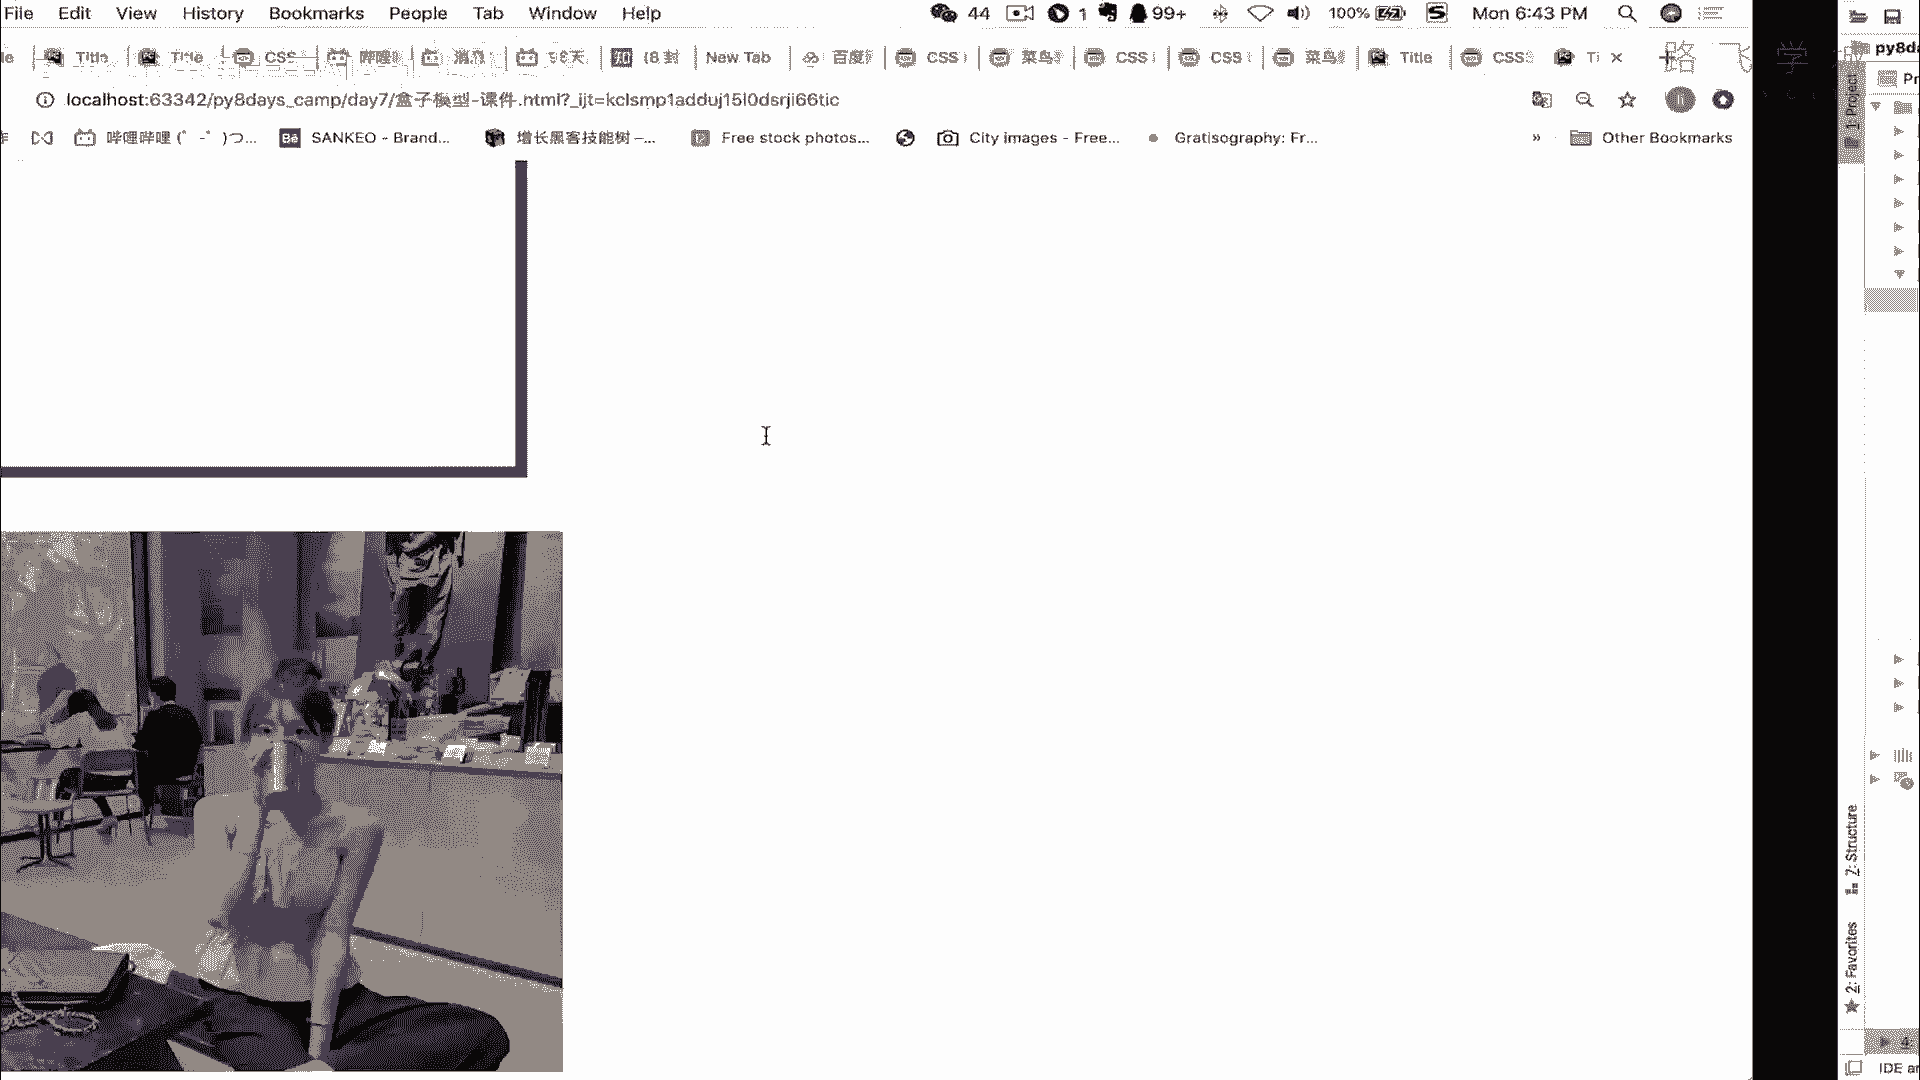 File Edit View History Bookmarks People Tab Window Help 44 1 99+ 100% Mon 6:43 PM
Title Title CSS 哔哩 消息 (8 封 New Tab 百度 CSS 菜鸟 CSS CSS 菜鸟 Title CSS Ti 路飞学城
localhost:63342/py8days_camp/day7/盒子模型-课件.html?_ijt=kclsmp1adduj15l0dsrji66tic
哔哩哔哩 (゜-゜)つ... SANKEO - Brand... 增长黑客技能树 –... Free stock photos... City images - Free... Gratisography: Fr... » Other Bookmarks
py8da
Pr
1: Project
7: Structure
2: Favorites
4
IDE ar